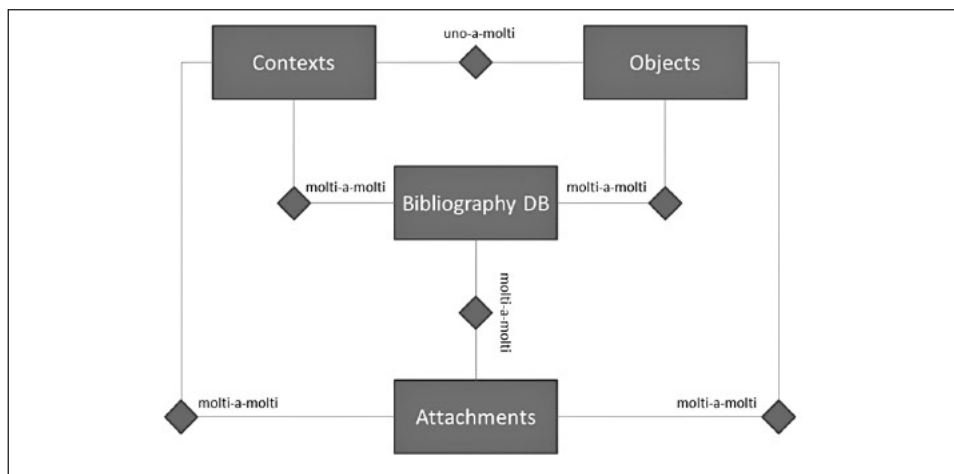 uno-a-molti
Contexts
Objects
molti-a-molti
Bibliography DB
molti-a-molti
molti-a-molti
molti-a-molti
Attachments
molti-a-molti